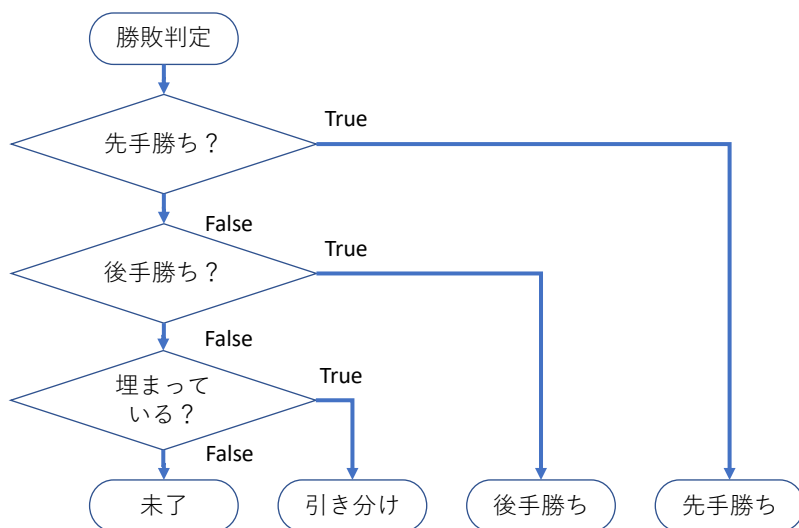 勝敗判定
先手勝ち？
True
False
後手勝ち？
True
False
埋まって
いる？
True
False
未了
引き分け
後手勝ち
先手勝ち